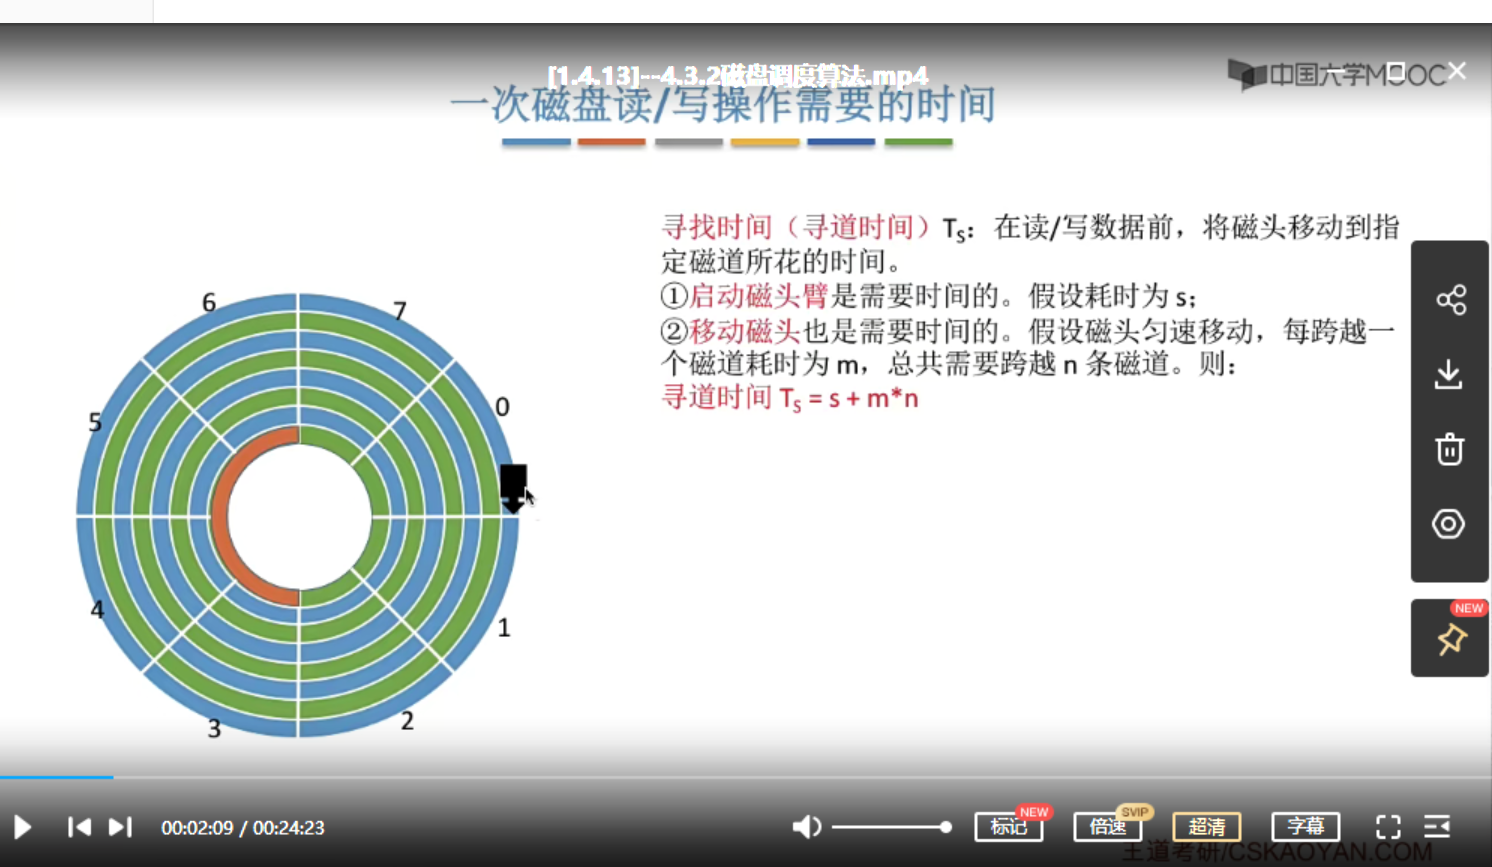 [1.4.13]--4.3.2磁盘调度算法.mp4
中国大学MOOC
一次磁盘读/写操作需要的时间
寻找时间（寻道时间）TS：在读/写数据前，将磁头移动到指
定磁道所花的时间。
①启动磁头臂是需要时间的。假设耗时为 s；
②移动磁头也是需要时间的。假设磁头匀速移动，每跨越一
个磁道耗时为 m，总共需要跨越 n 条磁道。则：
寻道时间 TS = s + m*n
6
7
5
0
4
1
3
2
NEW
00:02:09 / 00:24:23
标记
NEW
倍速
SVIP
超清
字幕
王道考研/CSKAOYAN.COM